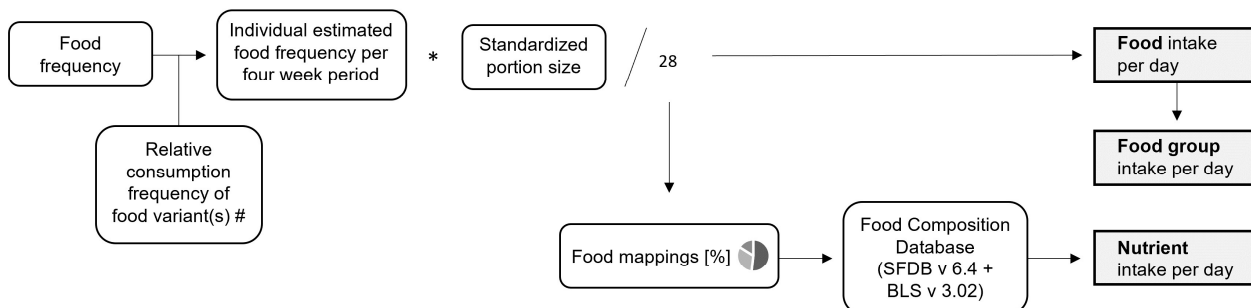 Food
frequency
Individual estimated
food frequency per
four week period
*
Standardized
portion size
/
28
Food intake
per day
Relative
consumption
frequency of
food variant(s) #
Food group
intake per day
Food mappings [%]
Food Composition
Database
(SFDB v 6.4 +
BLS v 3.02)
Nutrient
intake per day